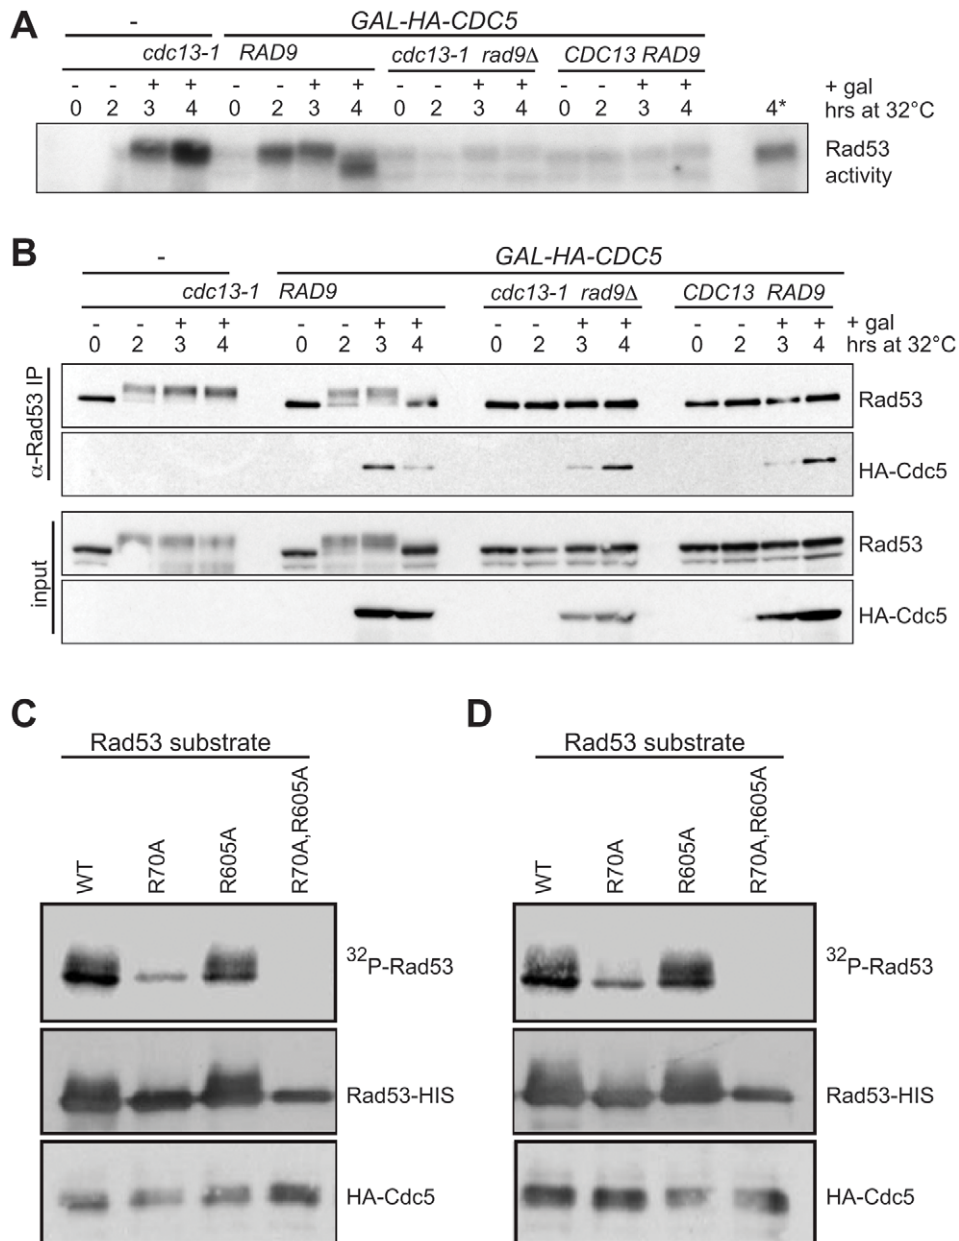 A
- GAL-HA-CDC5
cdc13-1 RAD9 cdc13-1 rad9Δ CDC13 RAD9
- - + + - - + + - - + + - - + + + gal
0 2 3 4 0 2 3 4 0 2 3 4 0 2 3 4 4* hrs at 32°C
Rad53
activity
B
- GAL-HA-CDC5
cdc13-1 RAD9 cdc13-1 rad9Δ CDC13 RAD9
- - + + - - + + - - + + - - + + + gal
0 2 3 4 0 2 3 4 0 2 3 4 0 2 3 4 hrs at 32°C
α-Rad53 IP
Rad53
HA-Cdc5
input
Rad53
HA-Cdc5
C
Rad53 substrate
WT R70A R605A R70A,R605A
32P-Rad53
Rad53-HIS
HA-Cdc5
D
Rad53 substrate
WT R70A R605A R70A,R605A
32P-Rad53
Rad53-HIS
HA-Cdc5